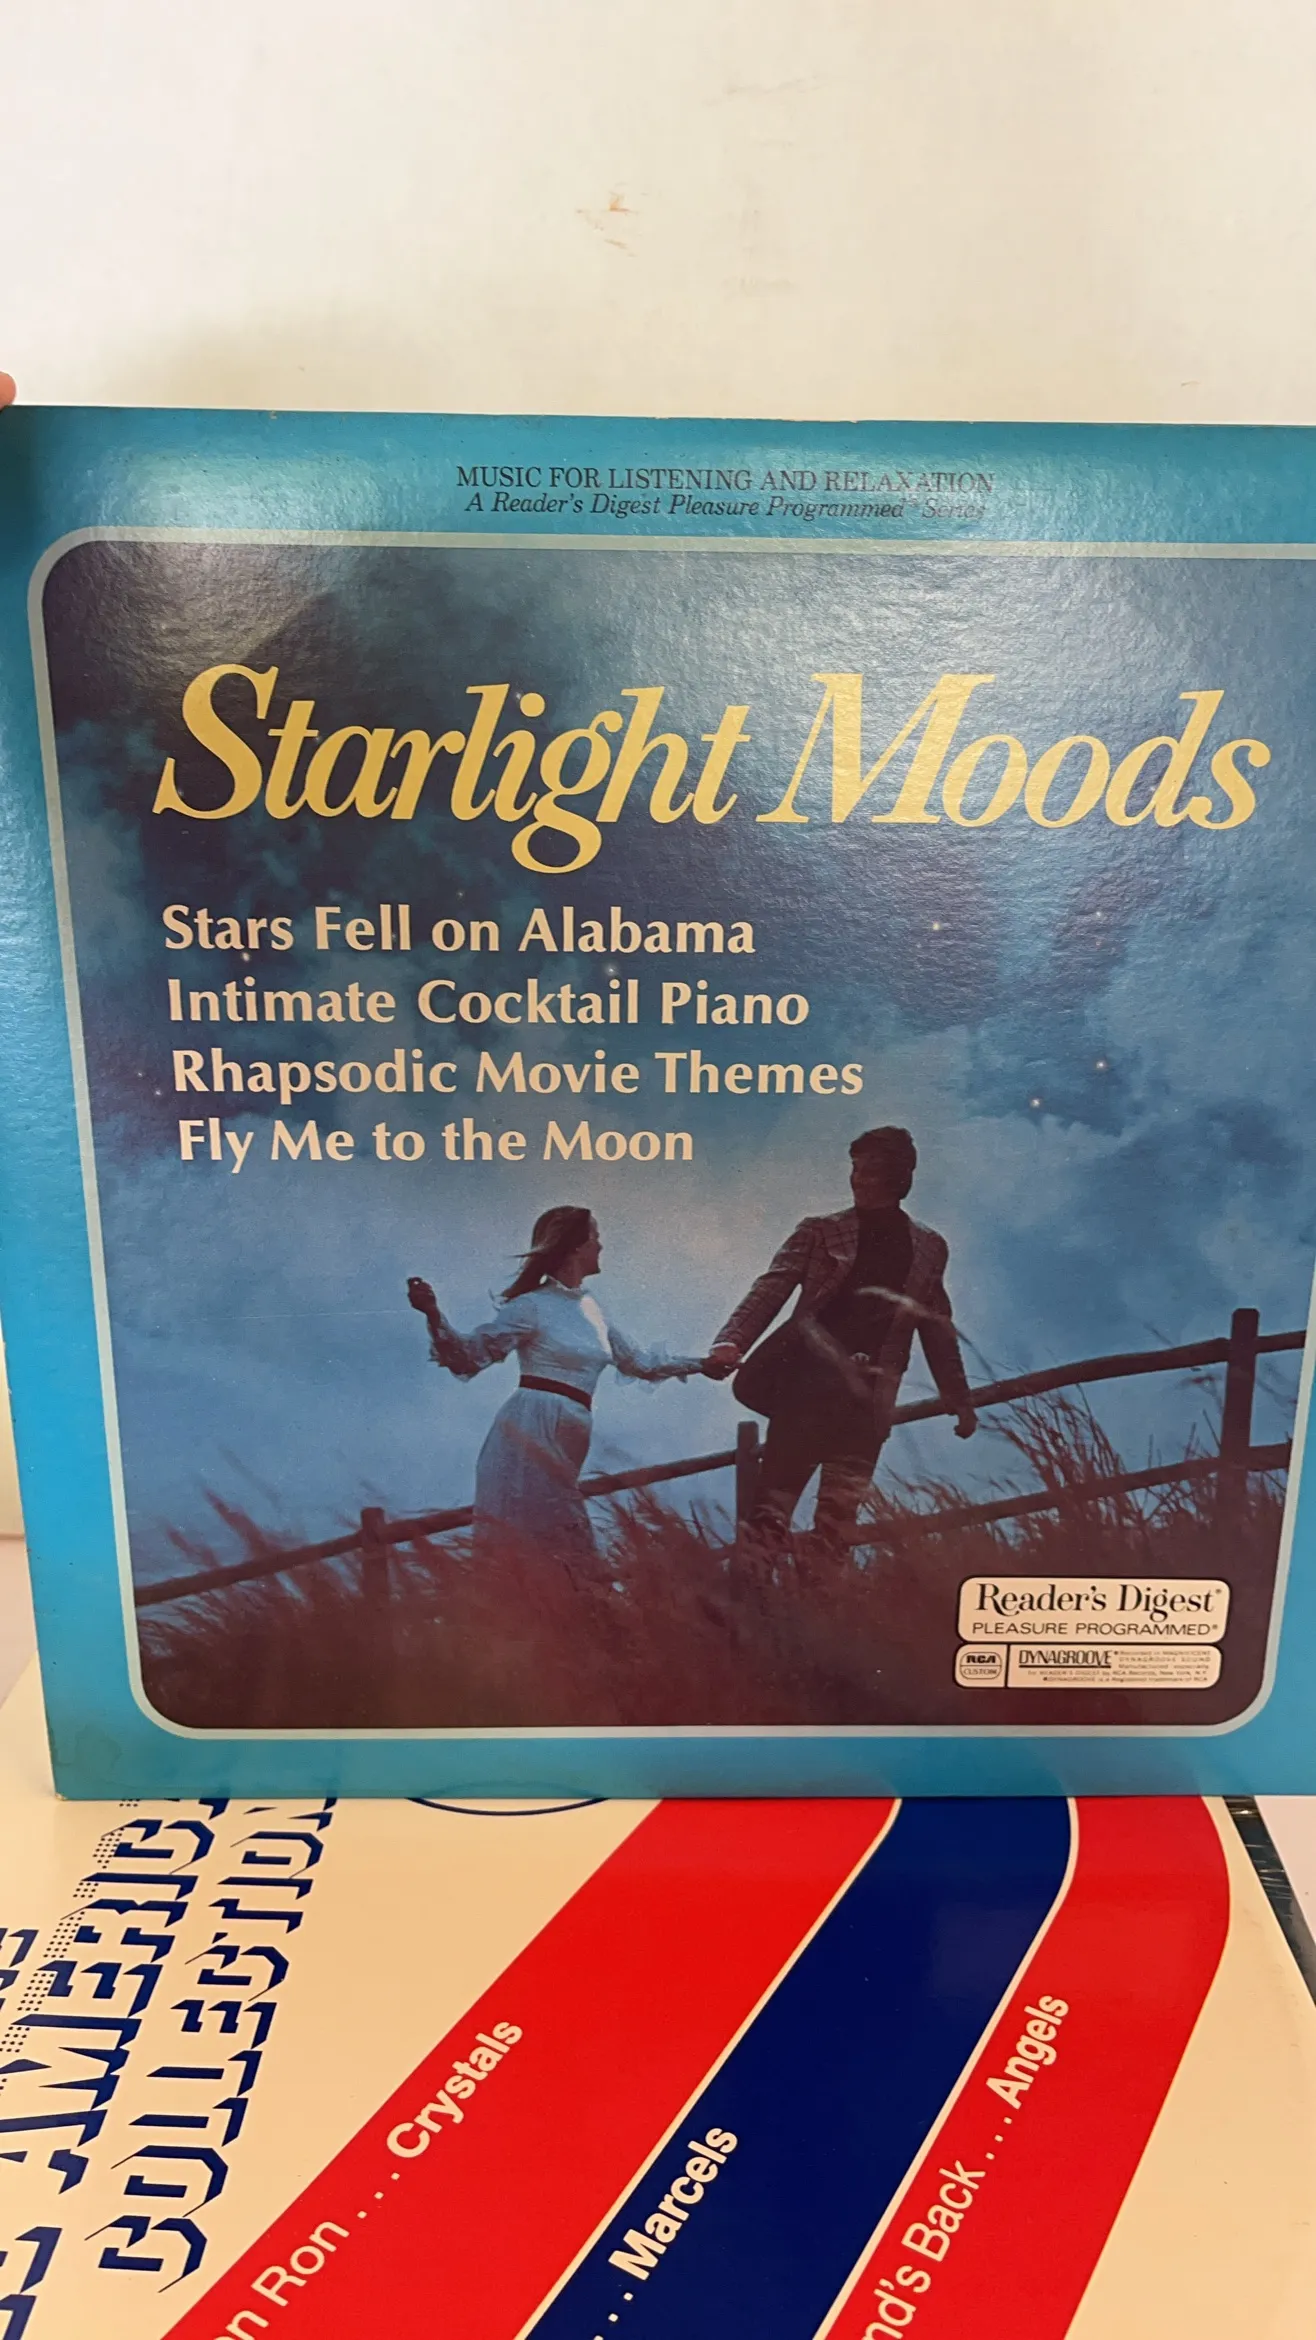 MUSIC FOR LISTENING AND RELAXATION
A Reader's Digest Pleasure Programmed® Series
Starlight Moods
Stars Fell on Alabama
Intimate Cocktail Piano
Rhapsodic Movie Themes
Fly Me to the Moon
Reader's Digest®
PLEASURE PROGRAMMED®
RCA
CUSTOM
DYNAGROOVE®
COLLECTION
Ron . . . Crystals
. . . Marcels
Back . . . Angels